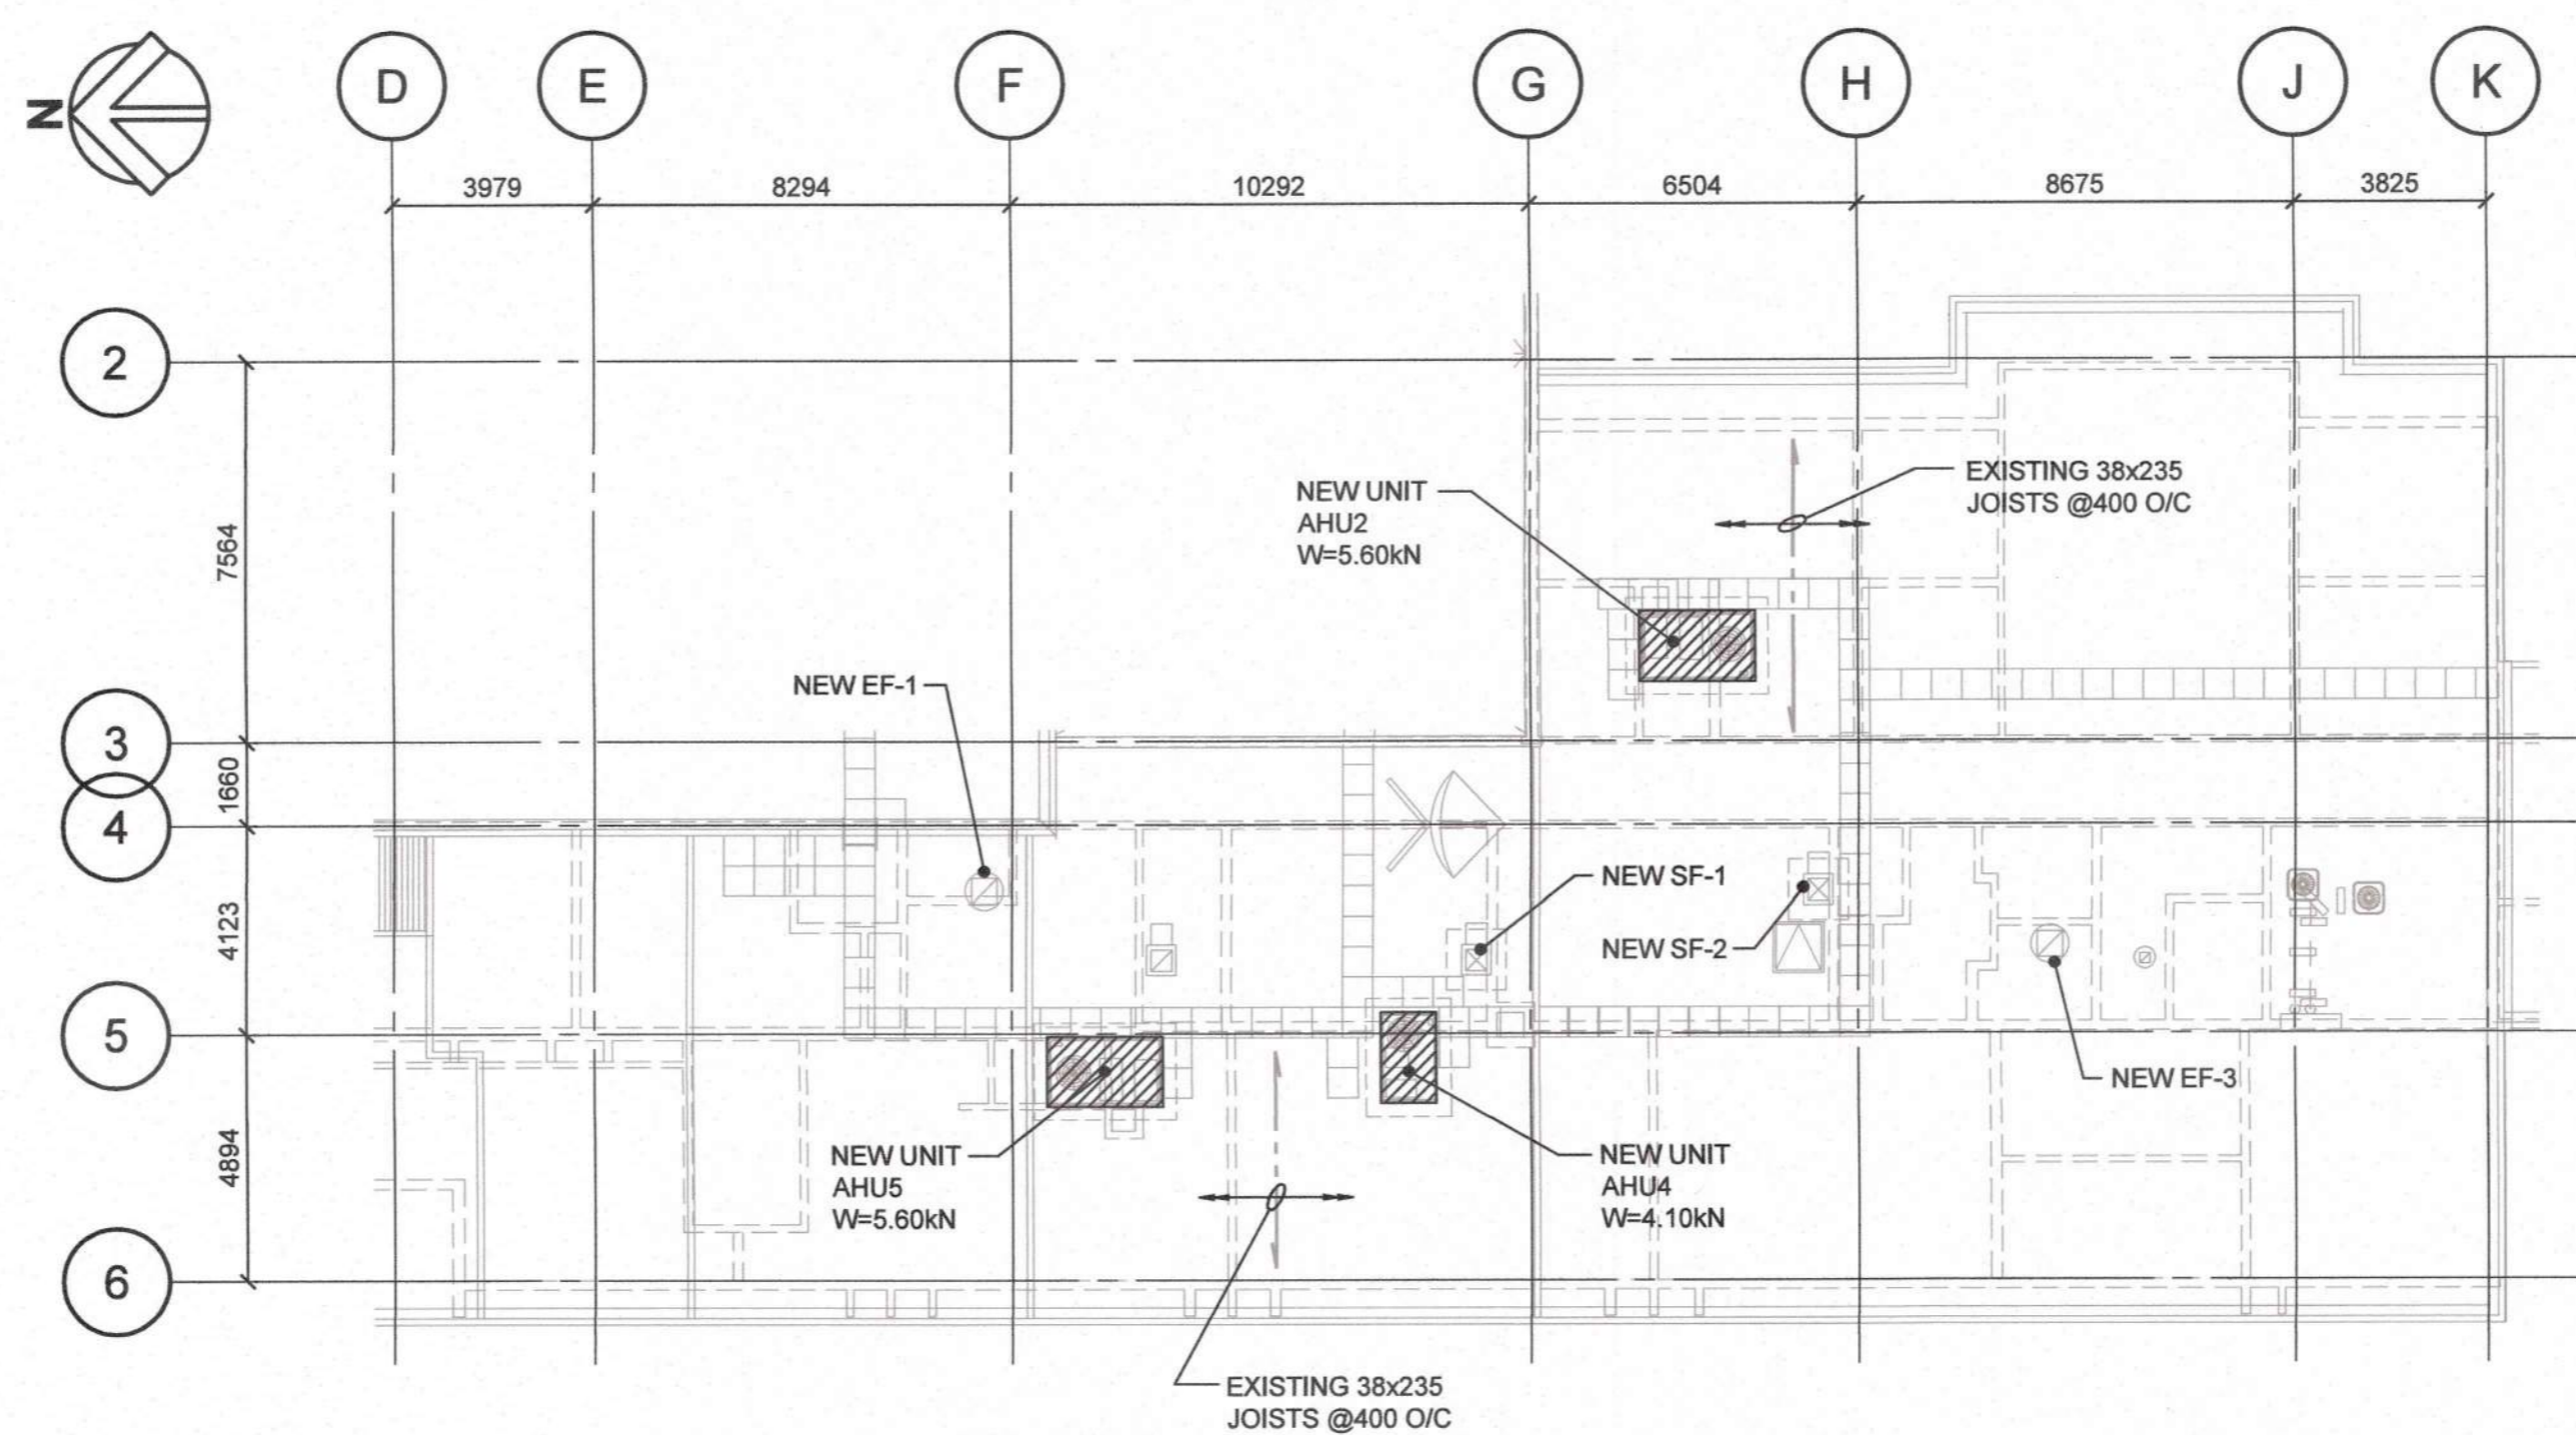 N
D
E
F
G
H
J
K
3979
8294
10292
6504
8675
3825
2
3
4
5
6
7564
1660
4123
4894
NEW UNIT
AHU2
W=5.60kN
EXISTING 38x235
JOISTS @400 O/C
NEW EF-1
NEW SF-1
NEW SF-2
NEW EF-3
NEW UNIT
AHU5
W=5.60kN
NEW UNIT
AHU4
W=4.10kN
EXISTING 38x235
JOISTS @400 O/C